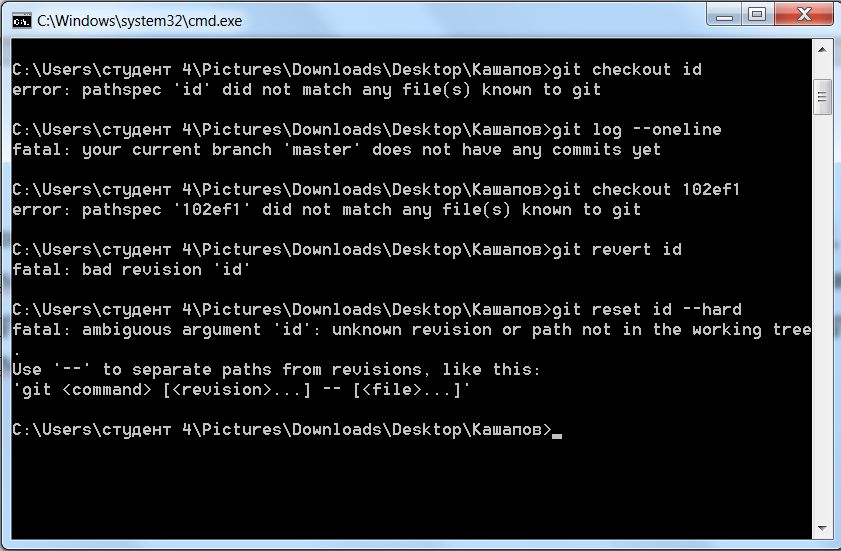 C:\Windows\system32\cmd.exe
C:\Users\студент 4\Pictures\Downloads\Desktop\Кашапов>git checkout id
error: pathspec 'id' did not match any file(s) known to git
C:\Users\студент 4\Pictures\Downloads\Desktop\Кашапов>git log --oneline
fatal: your current branch 'master' does not have any commits yet
C:\Users\студент 4\Pictures\Downloads\Desktop\Кашапов>git checkout 102ef1
error: pathspec '102ef1' did not match any file(s) known to git
C:\Users\студент 4\Pictures\Downloads\Desktop\Кашапов>git revert id
fatal: bad revision 'id'
C:\Users\студент 4\Pictures\Downloads\Desktop\Кашапов>git reset id --hard
fatal: ambiguous argument 'id': unknown revision or path not in the working tree
.
Use '--' to separate paths from revisions, like this:
'git <command> [<revision>...] -- [<file>...]'
C:\Users\студент 4\Pictures\Downloads\Desktop\Кашапов>